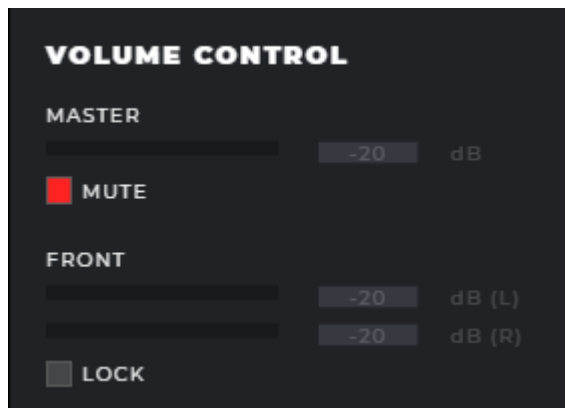 VOLUME CONTROL
MASTER
-20 dB
MUTE
FRONT
-20 dB (L)
-20 dB (R)
LOCK